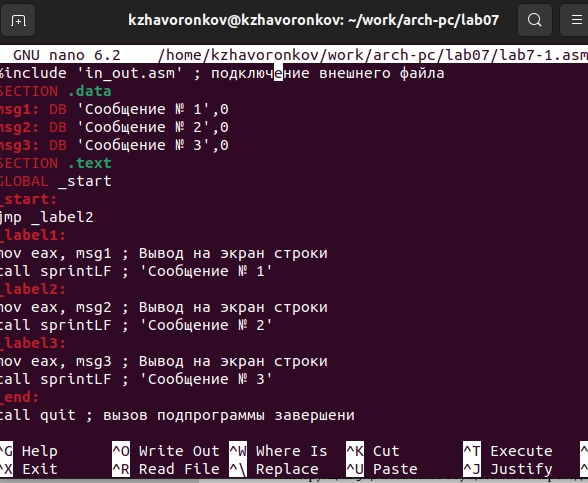 kzhavoronkov@kzhavoronkov: ~/work/arch-pc/lab07
GNU nano 6.2 /home/kzhavoronkov/work/arch-pc/lab07/lab7-1.asm
%include 'in_out.asm' ; подключение внешнего файла
SECTION .data
msg1: DB 'Сообщение № 1',0
msg2: DB 'Сообщение № 2',0
msg3: DB 'Сообщение № 3',0
SECTION .text
GLOBAL _start
_start:
jmp _label2
_label1:
mov eax, msg1 ; Вывод на экран строки
call sprintLF ; 'Сообщение № 1'
_label2:
mov eax, msg2 ; Вывод на экран строки
call sprintLF ; 'Сообщение № 2'
_label3:
mov eax, msg3 ; Вывод на экран строки
call sprintLF ; 'Сообщение № 3'
_end:
call quit ; вызов подпрограммы завершени
^G Help ^O Write Out ^W Where Is ^K Cut ^T Execute
^X Exit ^R Read File ^\ Replace ^U Paste ^J Justify